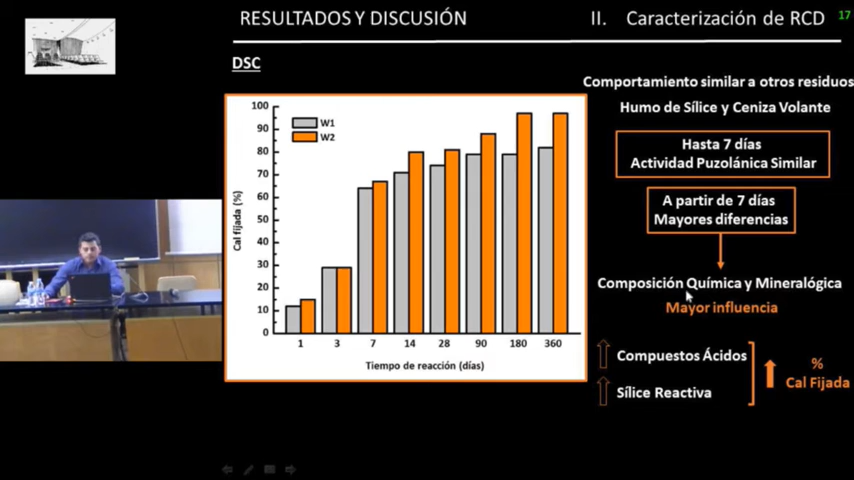 RESULTADOS Y DISCUSIÓN
II. Caracterización de RCD
17
DSC
Comportamiento similar a otros residuos
Humo de Sílice y Ceniza Volante
Hasta 7 días
Actividad Puzolánica Similar
A partir de 7 días
Mayores diferencias
Composición Química y Mineralógica
Mayor influencia
Compuestos Ácidos
Sílice Reactiva
%
Cal Fijada
Cal fijada (%)
100
90
80
70
60
50
40
30
20
10
0
W1
W2
1 3 7 14 28 90 180 360
Tiempo de reacción (días)